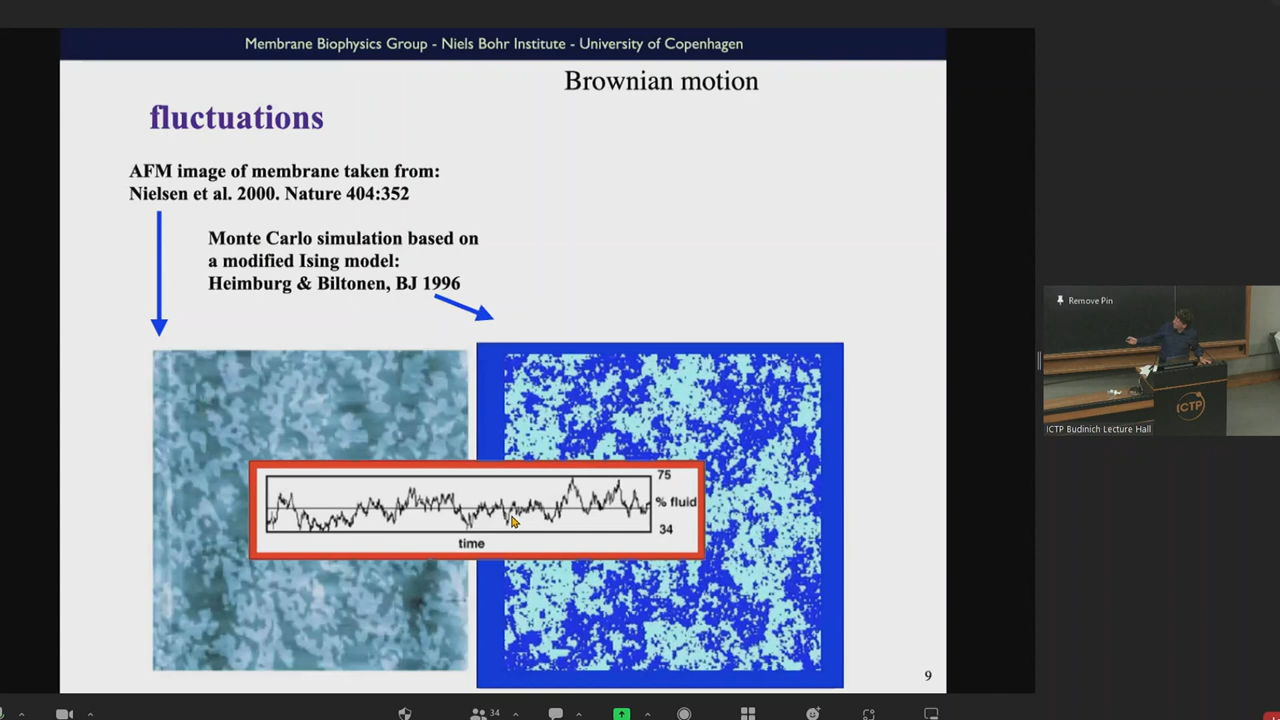 Membrane Biophysics Group - Niels Bohr Institute - University of Copenhagen
Brownian motion
fluctuations
AFM image of membrane taken from:
Nielsen et al. 2000. Nature 404:352
Monte Carlo simulation based on
a modified Ising model:
Heimburg & Biltonen, BJ 1996
75
% fluid
34
time
9
Remove Pin
ICTP
ICTP Budinich Lecture Hall
34